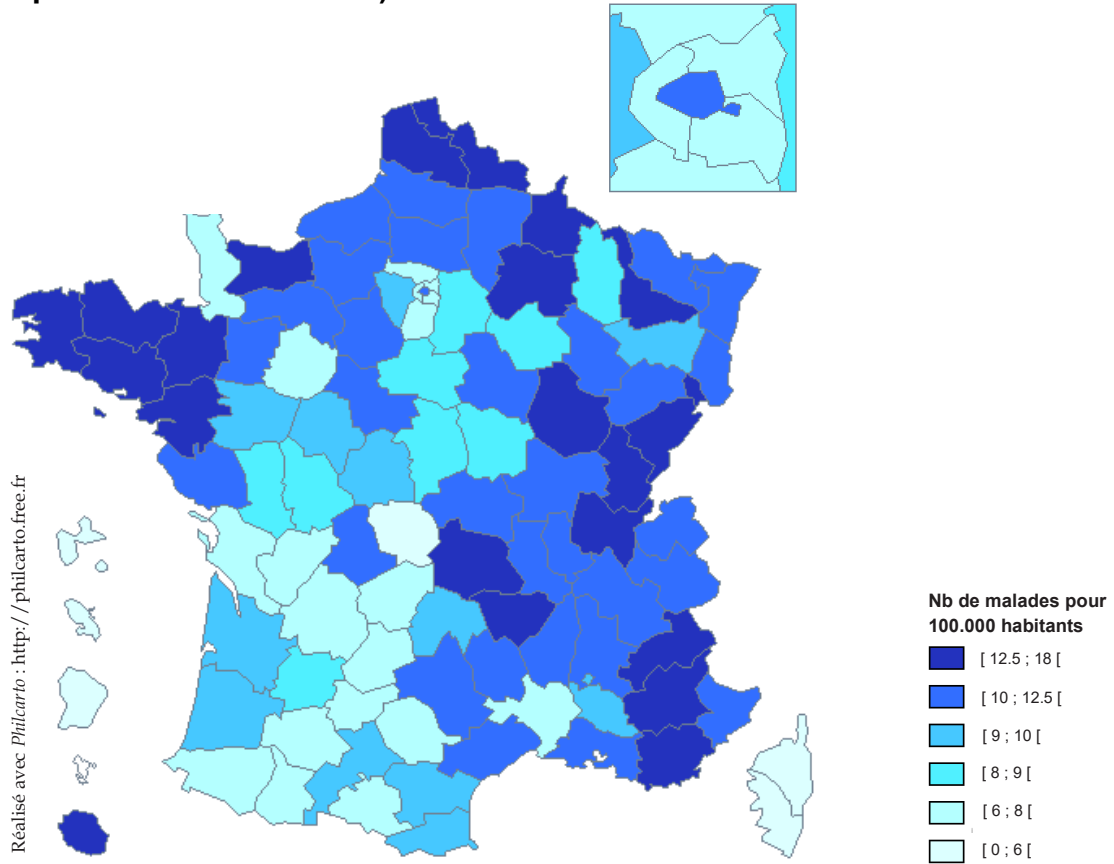 Réalisé avec Philcarto : http://philcarto.free.fr
Nb de malades pour
100.000 habitants
[ 12.5 ; 18 [
[ 10 ; 12.5 [
[ 9 ; 10 [
[ 8 ; 9 [
[ 6 ; 8 [
[ 0 ; 6 [